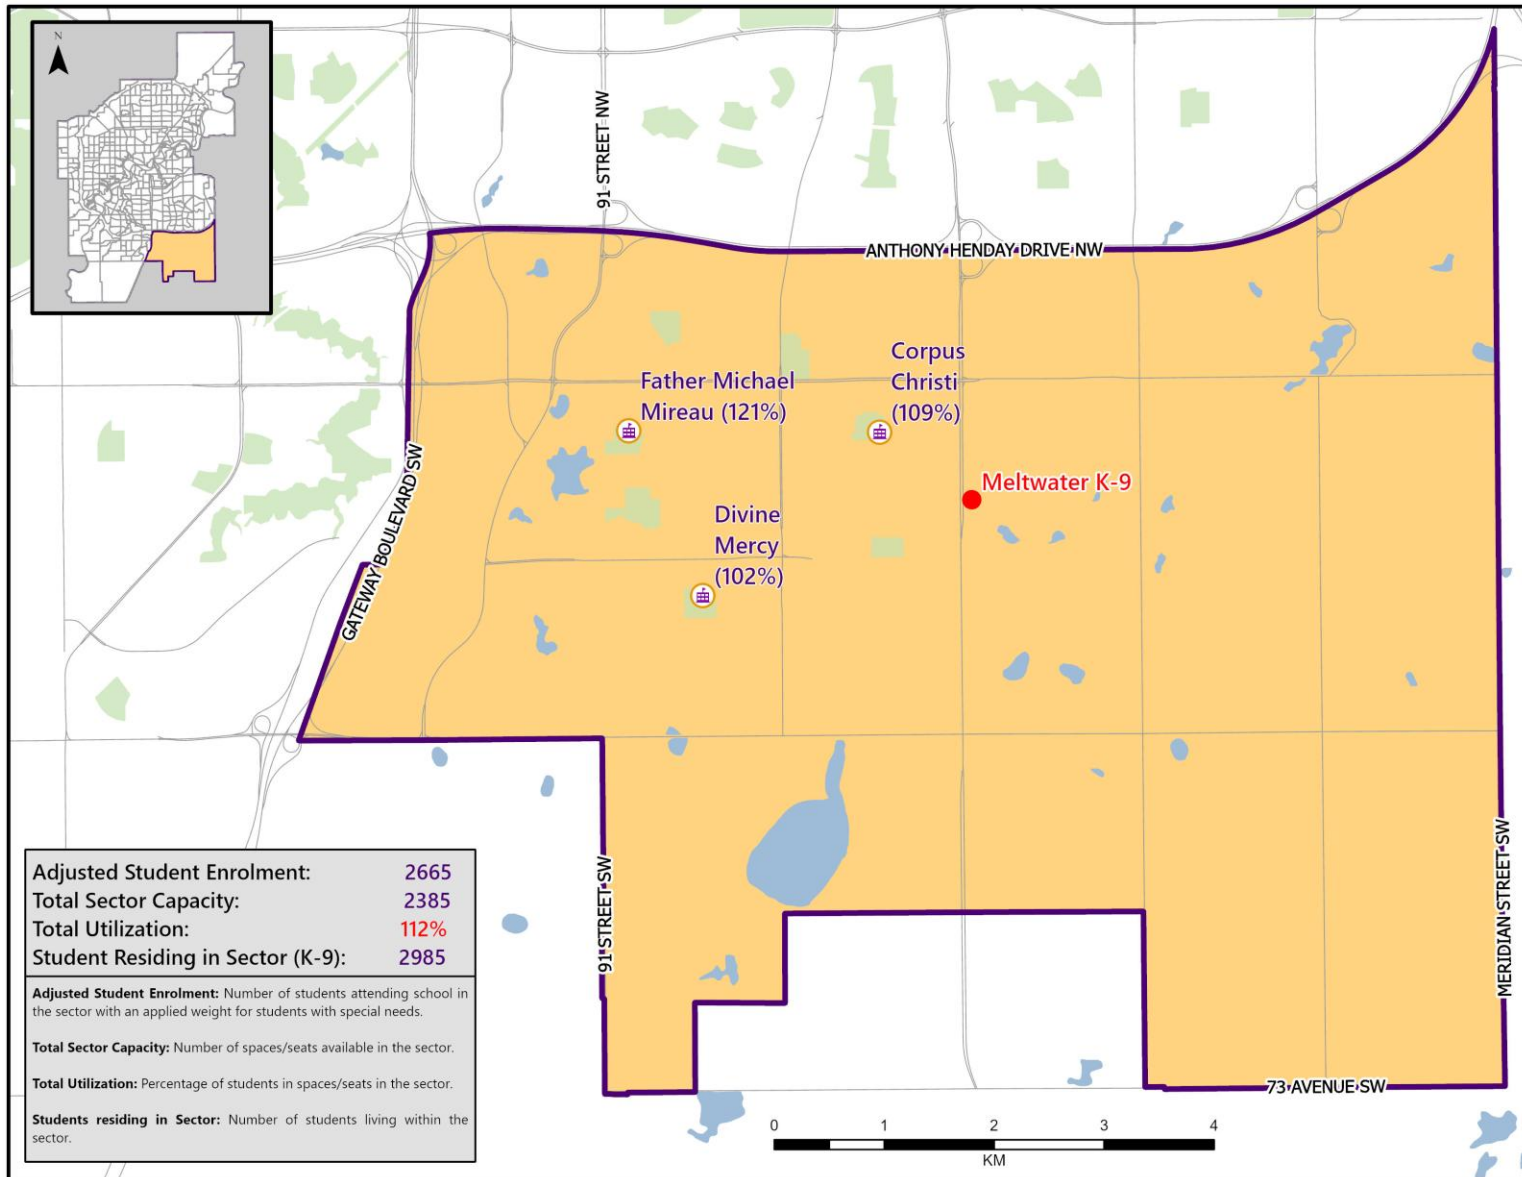 N
91 STREET NW
ANTHONY HENDAY DRIVE NW
Corpus
Christi
(109%)
Father Michael
Mireau (121%)
Meltwater K-9
GATEWAY BOULEVARD SW
Divine
Mercy
(102%)
91 STREET SW
MERIDIAN STREET SW
73 AVENUE SW
Adjusted Student Enrolment: 2665
Total Sector Capacity: 2385
Total Utilization: 112%
Student Residing in Sector (K-9): 2985
Adjusted Student Enrolment: Number of students attending school in
the sector with an applied weight for students with special needs.
Total Sector Capacity: Number of spaces/seats available in the sector.
Total Utilization: Percentage of students in spaces/seats in the sector.
Students residing in Sector: Number of students living within the
sector.
0 1 2 3 4
KM